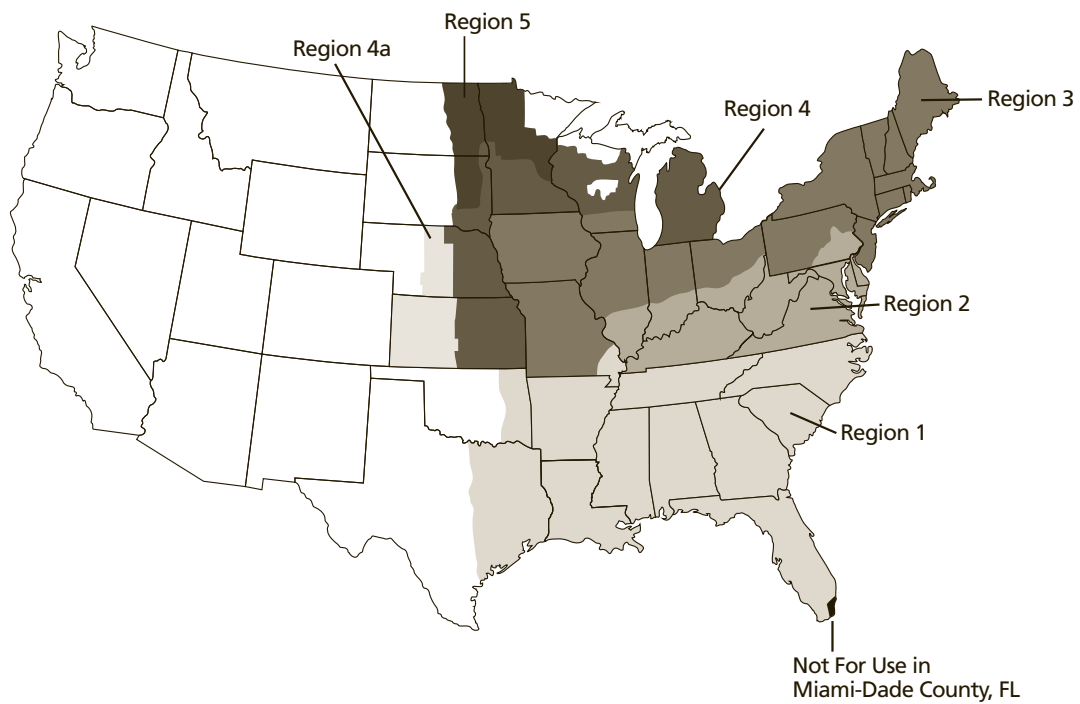 Region 5
Region 4a
Region 3
Region 4
Region 2
Region 1
Not For Use in
Miami-Dade County, FL